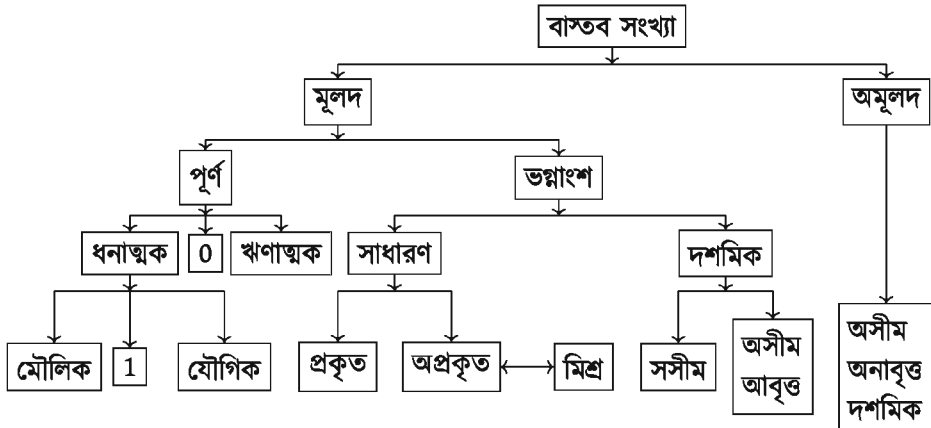 বাস্তব সংখ্যা
মূলদ
অমূলদ
পূর্ণ
ভগ্নাংশ
ধনাত্মক
0
ঋণাত্মক
সাধারণ
দশমিক
মৌলিক
1
যৌগিক
প্রকৃত
অপ্রকৃত
মিশ্র
সসীম
অসীম
আবৃত্ত
অসীম
অনাবৃত্ত
দশমিক